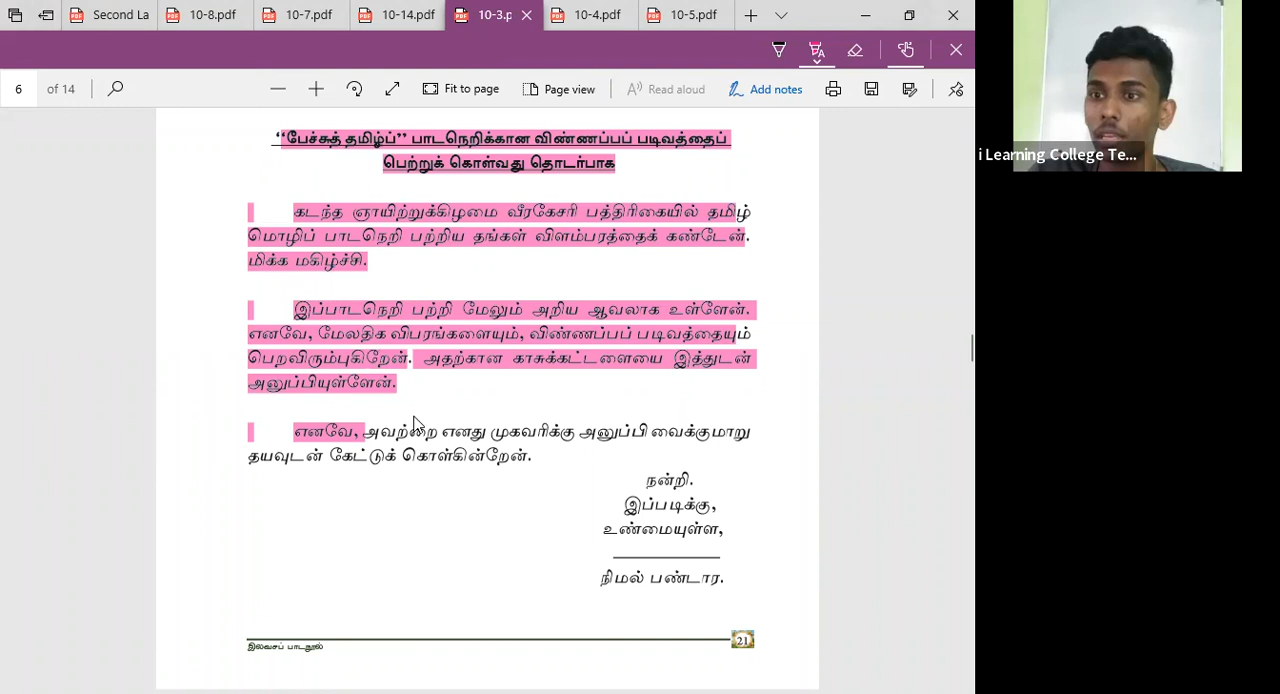 Second La
10-8.pdf
10-7.pdf
10-14.pdf
10-3.p
10-4.pdf
10-5.pdf
6 of 14
Fit to page
Page view
Read aloud
Add notes
i Learning College Te...
“பேச்சுத் தமிழ்ப்” பாடநெறிக்கான விண்ணப்பப் படிவத்தைப்
பெற்றுக் கொள்வது தொடர்பாக
கடந்த ஞாயிற்றுக்கிழமை வீரகேசரி பத்திரிகையில் தமிழ்
மொழிப் பாடநெறி பற்றிய தங்கள் விளம்பரத்தைக் கண்டேன்.
மிக்க மகிழ்ச்சி.
இப்பாடநெறி பற்றி மேலும் அறிய ஆவலாக உள்ளேன்.
எனவே, மேலதிக விபரங்களையும், விண்ணப்பப் படிவத்தையும்
பெறவிரும்புகிறேன். அதற்கான காசுக்கட்டளையை இத்துடன்
அனுப்பியுள்ளேன்.
எனவே, அவற்றை எனது முகவரிக்கு அனுப்பி வைக்குமாறு
தயவுடன் கேட்டுக் கொள்கின்றேன்.
நன்றி.
இப்படிக்கு,
உண்மையுள்ள,
நிமல் பண்டார.
இலவசப் பாடநூல்
21